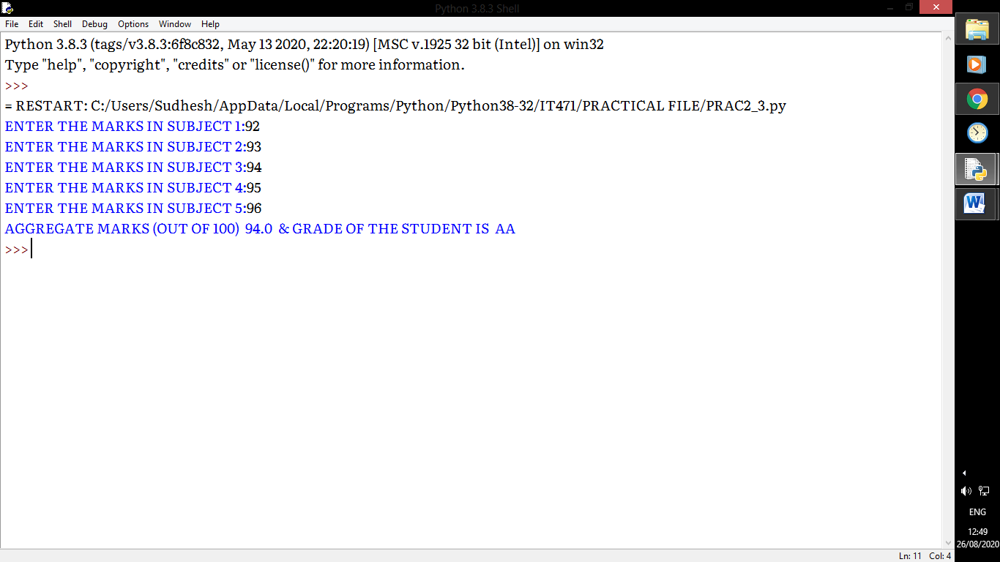 Python 3.8.3 Shell
File Edit Shell Debug Options Window Help
Python 3.8.3 (tags/v3.8.3:6f8c832, May 13 2020, 22:20:19) [MSC v.1925 32 bit (Intel)] on win32
Type "help", "copyright", "credits" or "license()" for more information.
>>>
= RESTART: C:/Users/Sudhesh/AppData/Local/Programs/Python/Python38-32/IT471/PRACTICAL FILE/PRAC2_3.py
ENTER THE MARKS IN SUBJECT 1:92
ENTER THE MARKS IN SUBJECT 2:93
ENTER THE MARKS IN SUBJECT 3:94
ENTER THE MARKS IN SUBJECT 4:95
ENTER THE MARKS IN SUBJECT 5:96
AGGREGATE MARKS (OUT OF 100)  94.0  & GRADE OF THE STUDENT IS  AA
>>>
ENG
12:49
26/08/2020
Ln: 11 Col: 4